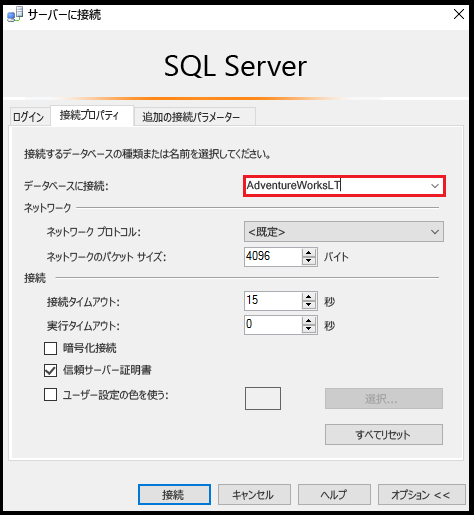 サーバーに接続
SQL Server
ログイン 接続プロパティ 追加の接続パラメーター
接続するデータベースの種類または名前を選択してください。
データベースに接続: AdventureWorksLT
ネットワーク
ネットワーク プロトコル: <既定>
ネットワークのパケット サイズ: 4096 バイト
接続
接続タイムアウト: 15 秒
実行タイムアウト: 0 秒
暗号化接続
信頼サーバー証明書
ユーザー設定の色を使う: 選択...
すべてリセット
接続 キャンセル ヘルプ オプション <<